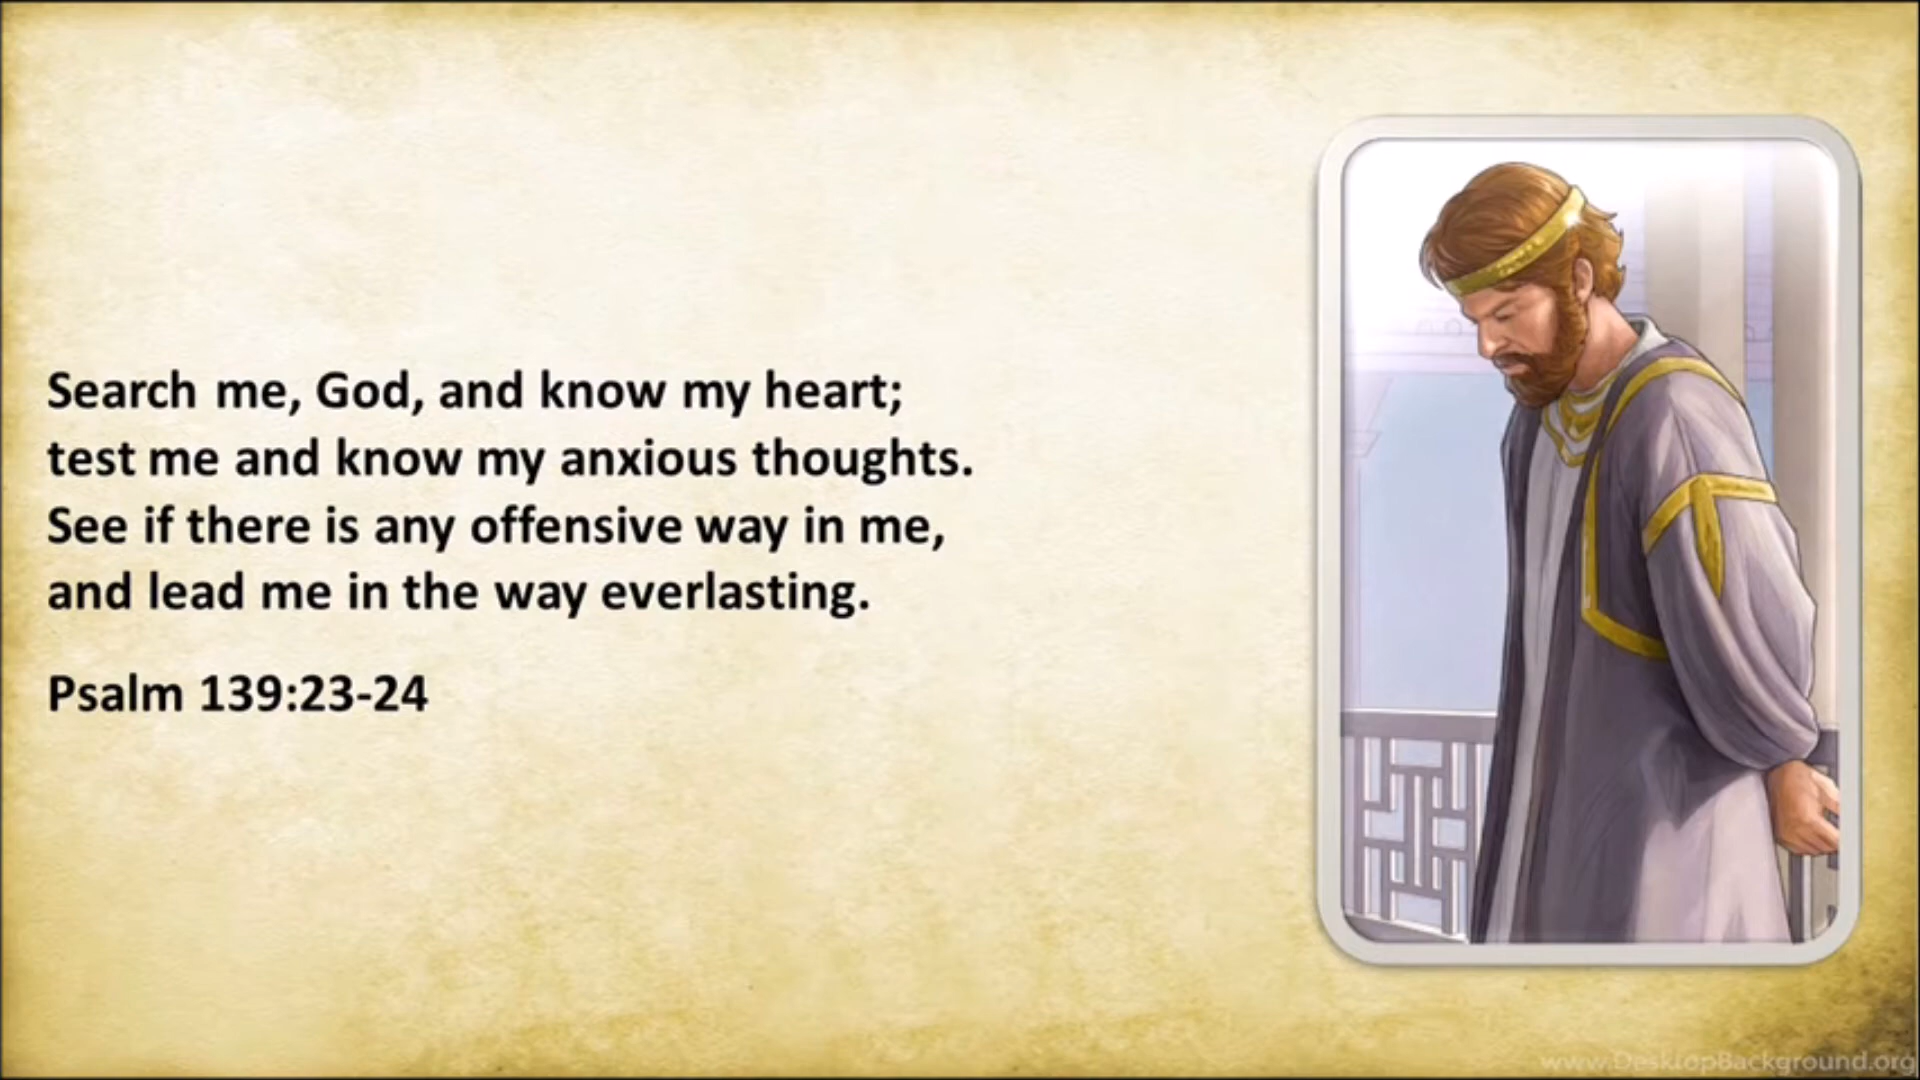 Search me, God, and know my heart;
test me and know my anxious thoughts.
See if there is any offensive way in me,
and lead me in the way everlasting.
Psalm 139:23-24
www.DesktopBackground.org